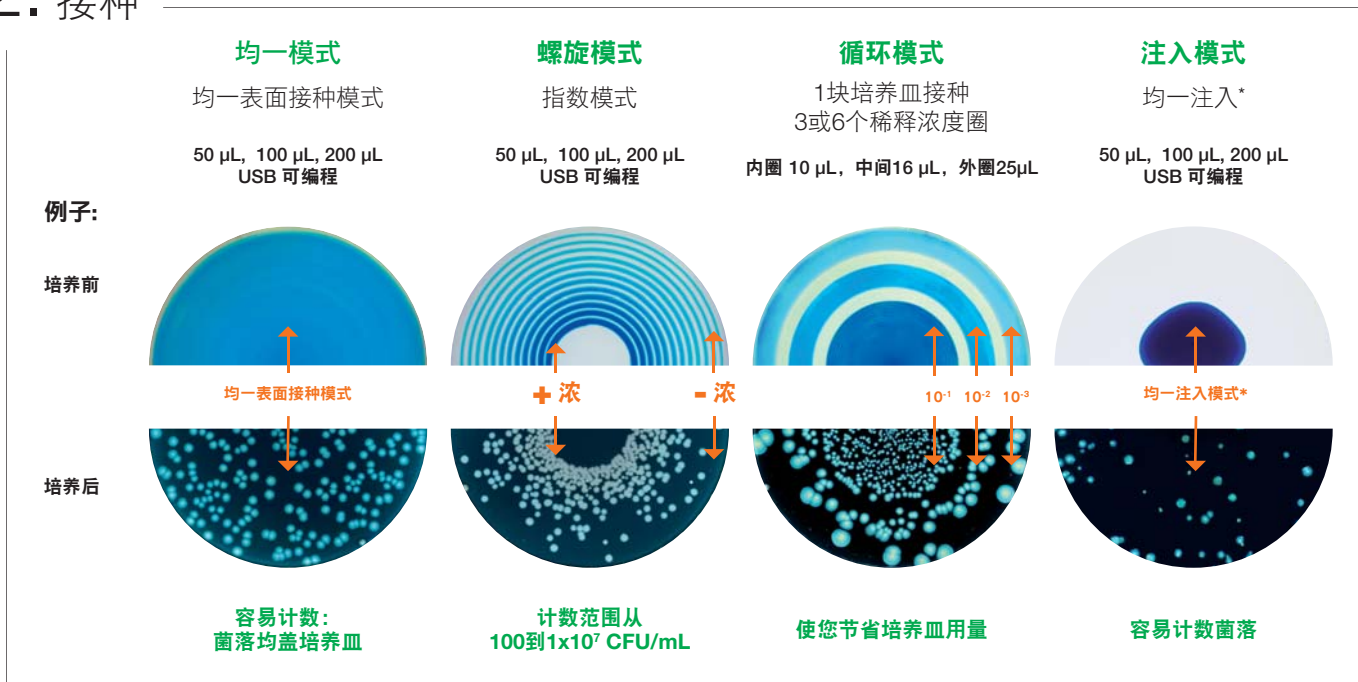 2. 接种
均一模式
均一表面接种模式
50 µL, 100 µL, 200 µL
USB 可编程
螺旋模式
指数模式
50 µL, 100 µL, 200 µL
USB 可编程
循环模式
1块培养皿接种
3或6个稀释浓度圈
内圈 10 µL，中间16 µL，外圈25µL
注入模式
均一注入*
50 µL, 100 µL, 200 µL
USB 可编程
例子:
培养前
均一表面接种模式
+ 浓
- 浓
10⁻¹ 10⁻² 10⁻³
均一注入模式*
培养后
容易计数：
菌落均盖培养皿
计数范围从
100到1x10⁷ CFU/mL
使您节省培养皿用量
容易计数菌落